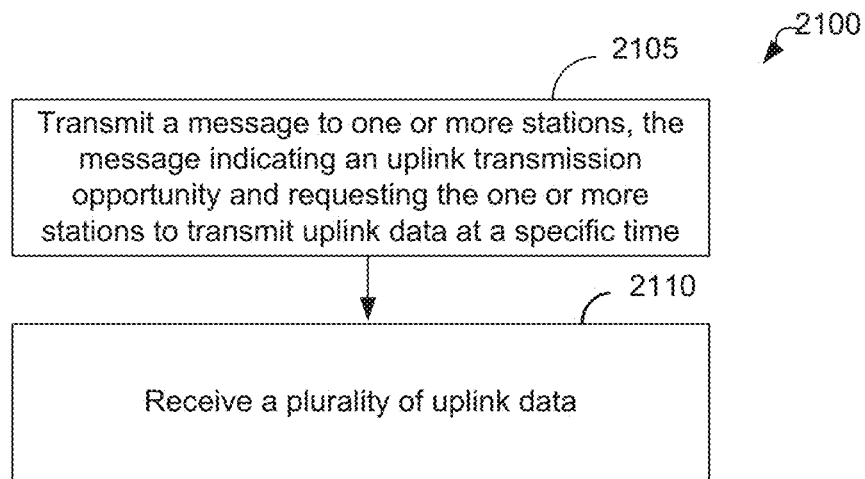 2100
2105
Transmit a message to one or more stations, the
message indicating an uplink transmission
opportunity and requesting the one or more
stations to transmit uplink data at a specific time
2110
Receive a plurality of uplink data